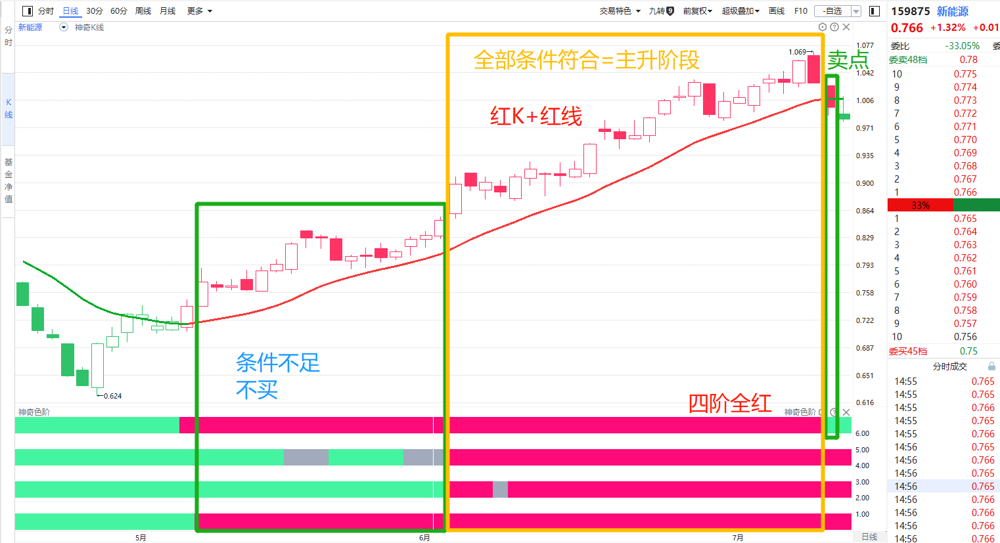 分时 日线 30分 60分 周线 月线 更多 交易特色 九转 9 前复权 超级叠加 画线 F10 -自选
159875 新能源
0.766 +1.32% +0.01
新能源 神奇K线
分时
K线
基金净值
全部条件符合=主升阶段
卖点
红K+红线
条件不足
不买
四阶全红
1.069
0.624
1.077
1.042
1.006
0.971
0.935
0.900
0.864
0.829
0.793
0.758
0.722
0.687
0.651
0.616
神奇色阶 神奇色阶
6.00
5.00
4.00
3.00
2.00
1.00
5月 6月 7月 日线
委比 -33.05%
委卖48档 0.78
10 0.775
9 0.774
8 0.773
7 0.772
6 0.771
5 0.770
4 0.769
3 0.768
2 0.767
1 0.766
33%
1 0.765
2 0.764
3 0.763
4 0.762
5 0.761
6 0.760
7 0.759
8 0.758
9 0.757
10 0.756
委买45档 0.75
分时成交
14:55 0.765
14:55 0.765
14:55 0.766
14:55 0.765
14:55 0.766
14:56 0.765
14:56 0.766
14:56 0.765
14:56 0.765
14:56 0.766
14:56 0.765
14:56 0.766
14:56 0.766